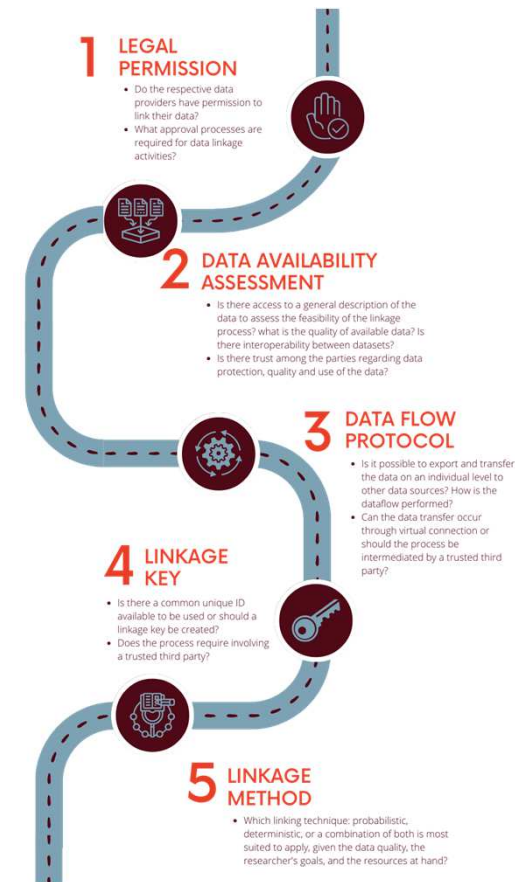 1
LEGAL
PERMISSION
• Do the respective data
providers have permission to
link their data?
• What approval processes are
required for data linkage
activities?
2
DATA AVAILABILITY
ASSESSMENT
• Is there access to a general description of the
data to assess the feasibility of the linkage
process? what is the quality of available data? Is
there interoperability between datasets?
• Is there trust among the parties regarding data
protection, quality and use of the data?
3
DATA FLOW
PROTOCOL
• Is it possible to export and transfer
the data on an individual level to
other data sources? How is the
dataflow performed?
• Can the data transfer occur
through virtual connection or
should the process be
intermediated by a trusted third
party?
4
LINKAGE
KEY
• Is there a common unique ID
available to be used or should a
linkage key be created?
• Does the process require involving
a trusted third party?
5
LINKAGE
METHOD
• Which linking technique: probabilistic,
deterministic, or a combination of both is most
suited to apply, given the data quality, the
researcher's goals, and the resources at hand?